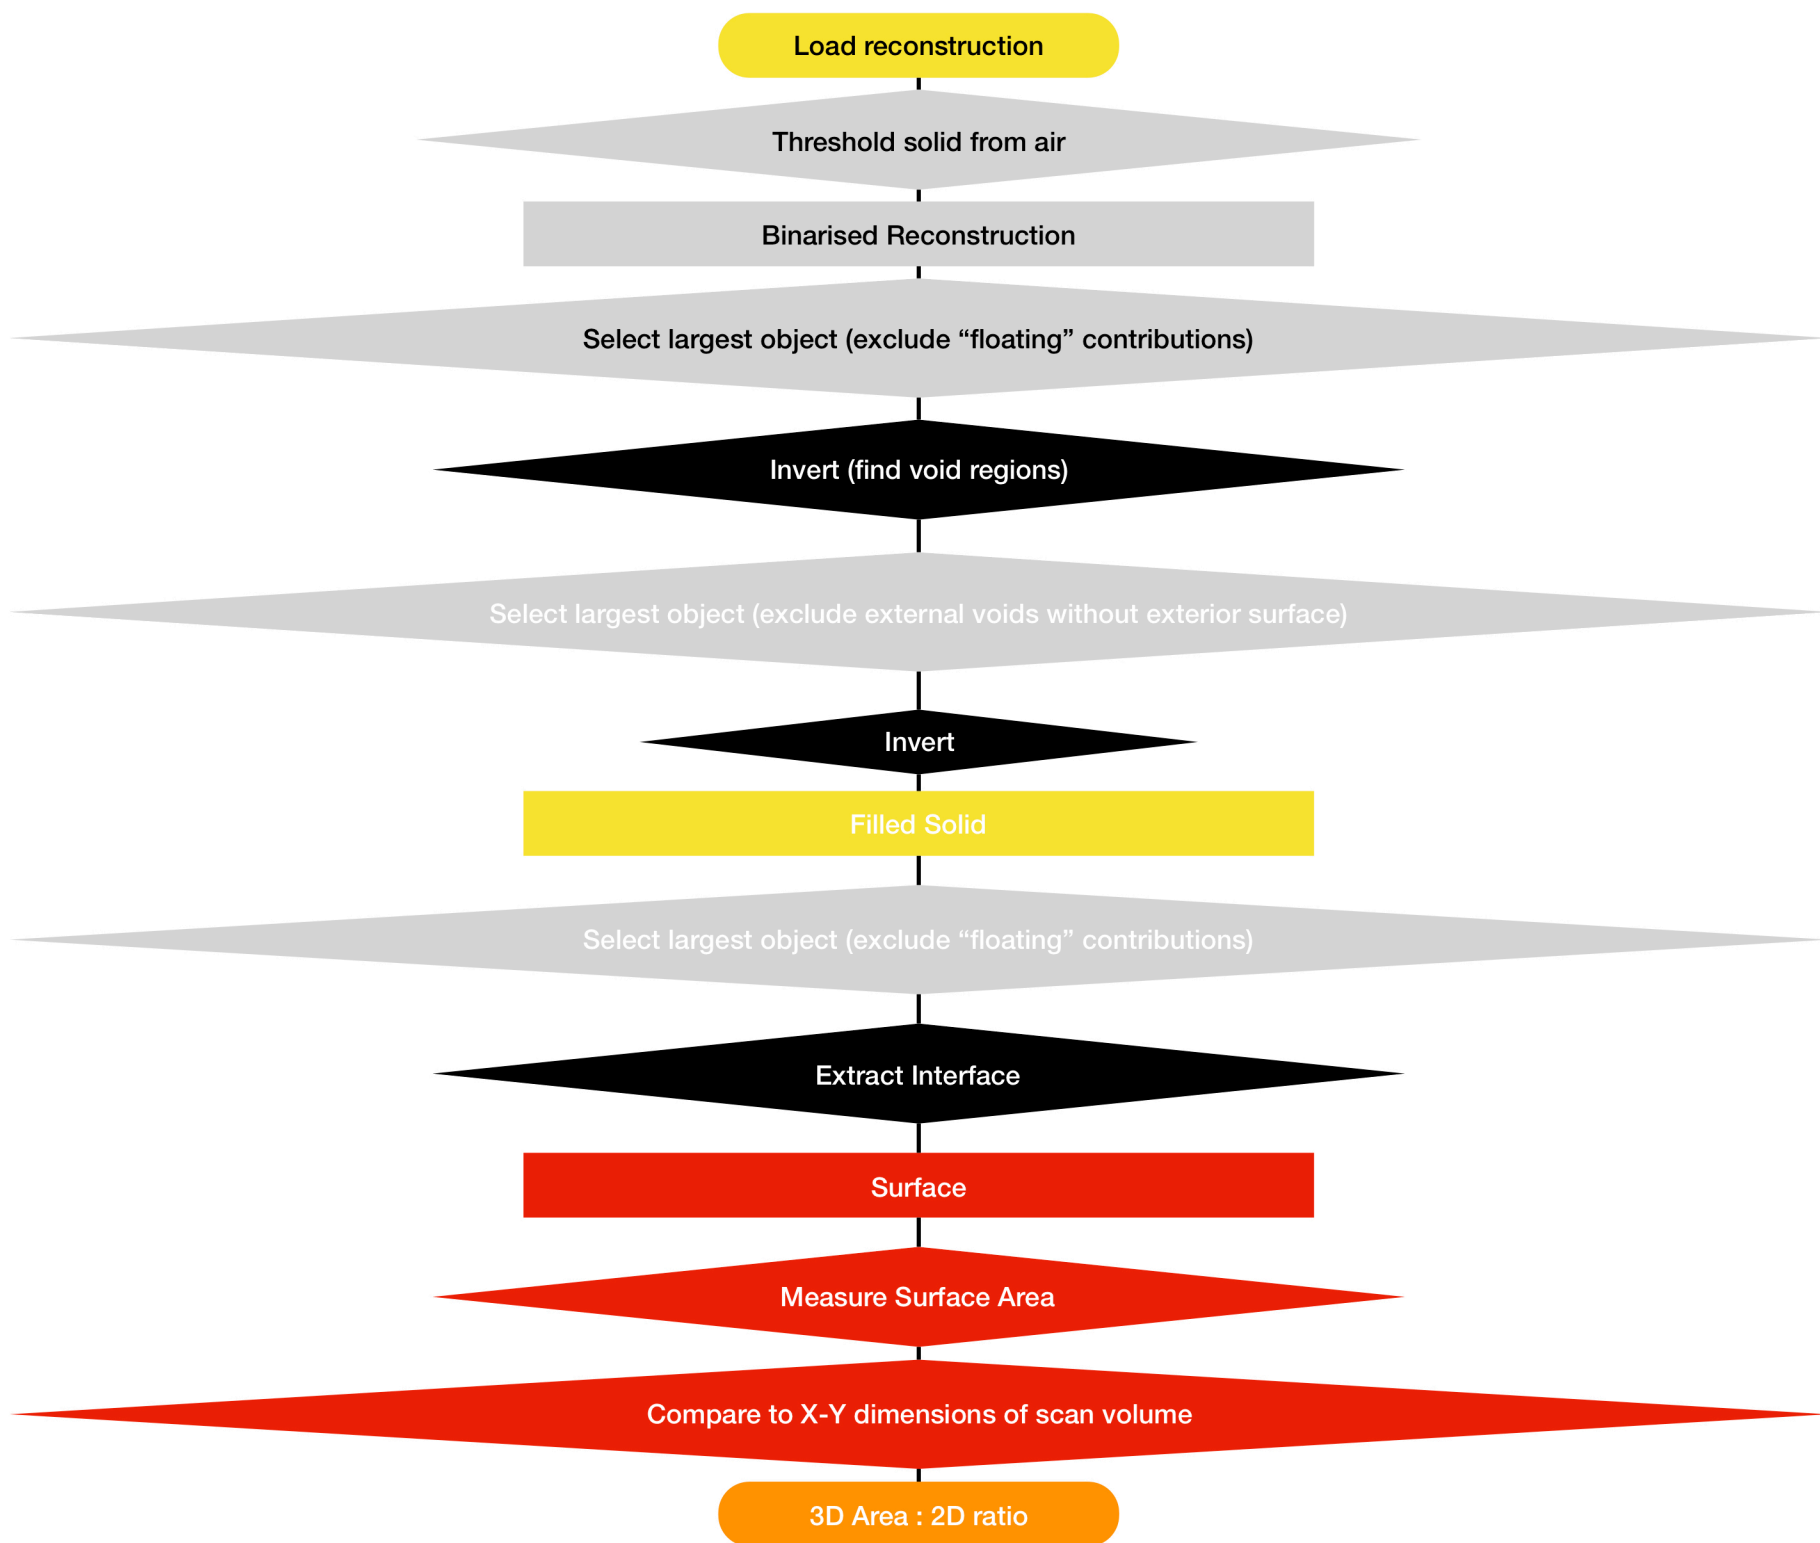 Load reconstruction
Threshold solid from air
Binarised Reconstruction
Select largest object (exclude “floating” contributions)
Invert (find void regions)
Select largest object (exclude external voids without exterior surface)
Invert
Filled Solid
Select largest object (exclude “floating” contributions)
Extract Interface
Surface
Measure Surface Area
Compare to X-Y dimensions of scan volume
3D Area : 2D ratio